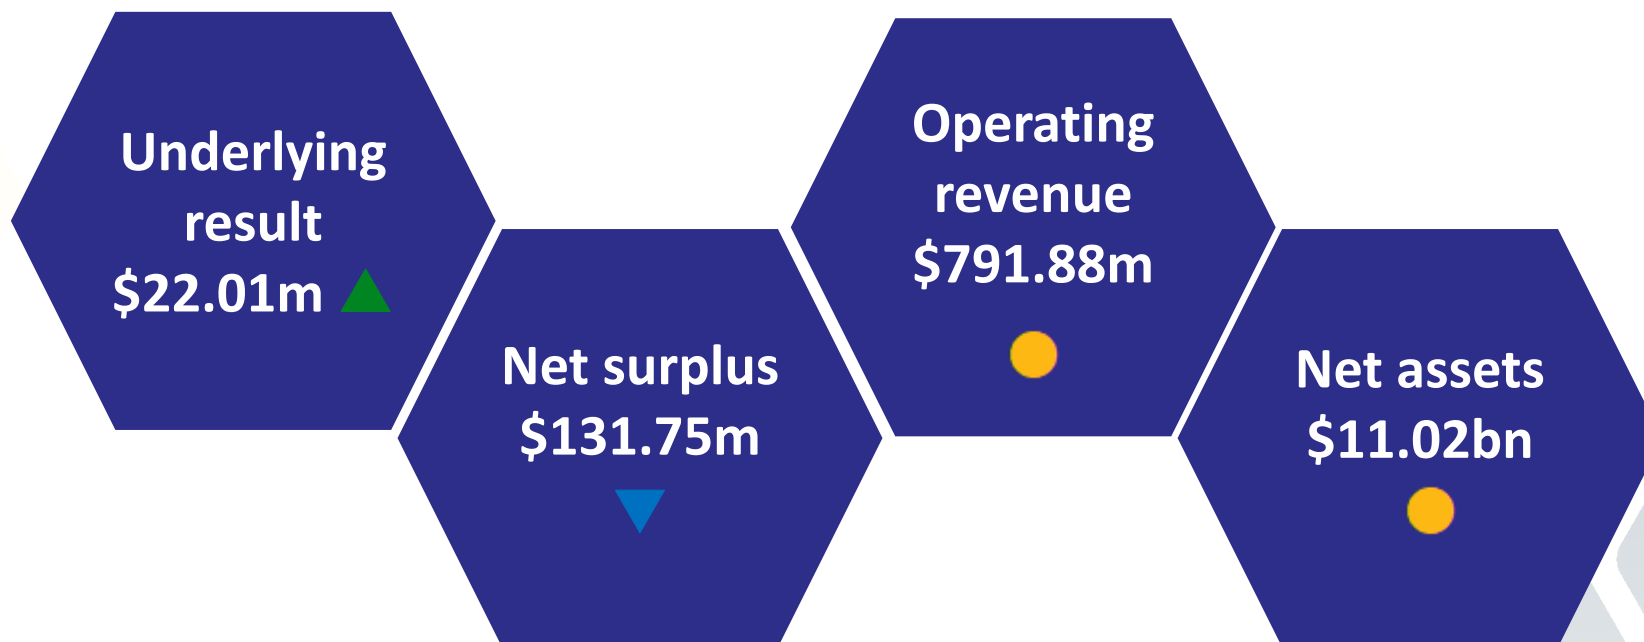 Underlying
result
$22.01m
Net surplus
$131.75m
Operating
revenue
$791.88m
Net assets
$11.02bn